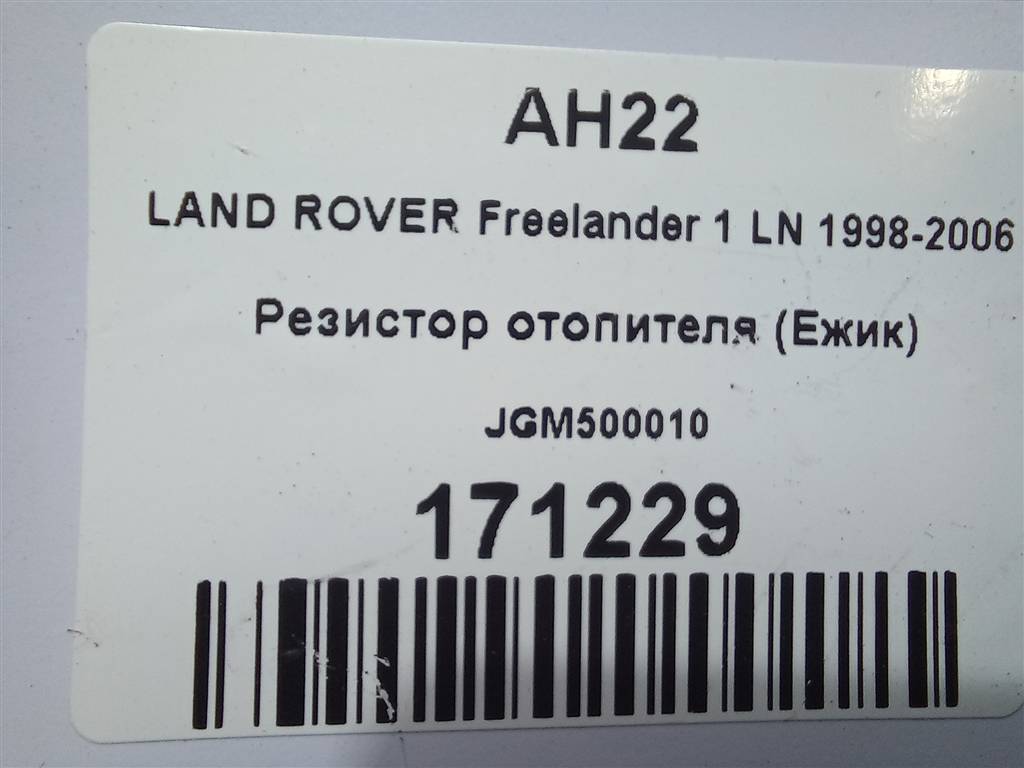 AH22
LAND ROVER Freelander 1 LN 1998-2006
Резистор отопителя (Ежик)
JGM500010
171229